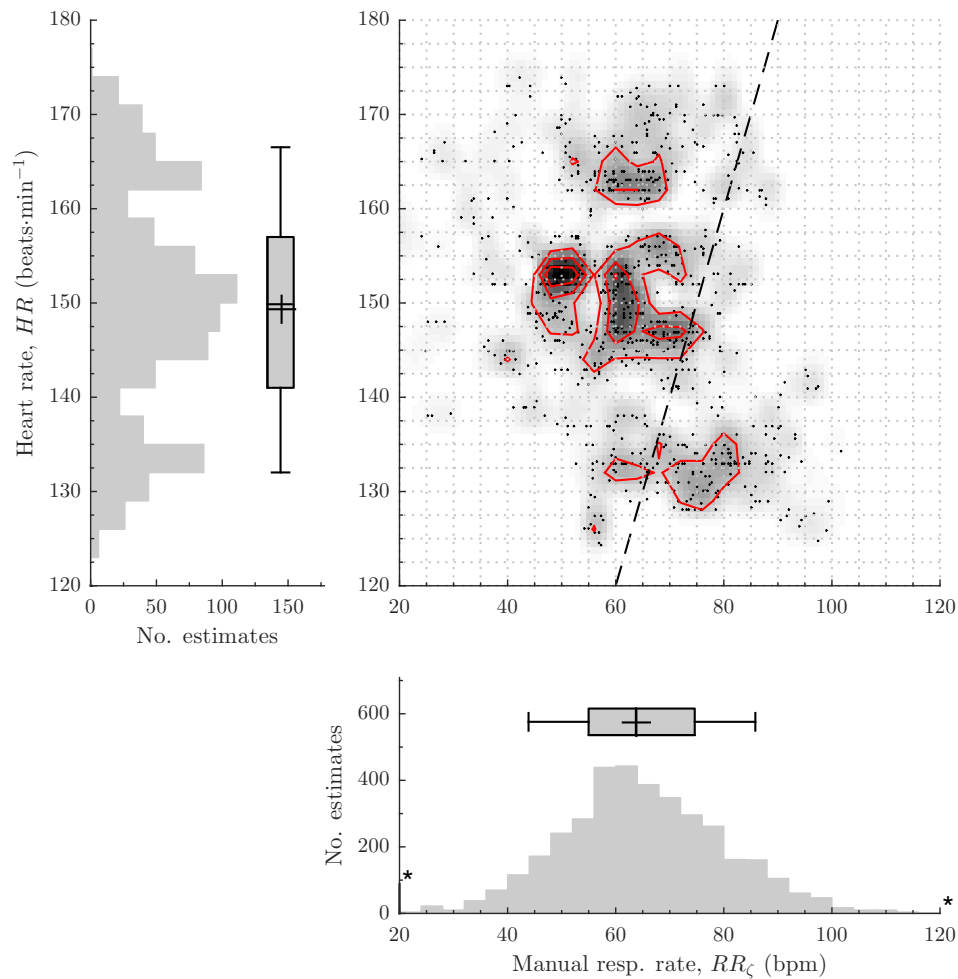 180
170
160
150
140
130
120
Heart rate, HR (beats·min⁻¹)
0 50 100 150
No. estimates
180
170
160
150
140
130
120
20 40 60 80 100 120
600
400
200
0
No. estimates
*
*
20 40 60 80 100 120
Manual resp. rate, RRζ (bpm)